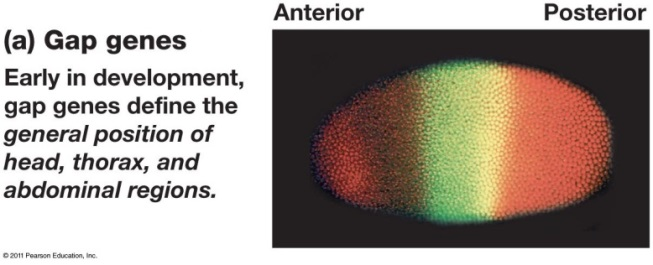 Anterior Posterior
(a) Gap genes
Early in development,
gap genes define the
general position of
head, thorax, and
abdominal regions.
© 2011 Pearson Education, Inc.